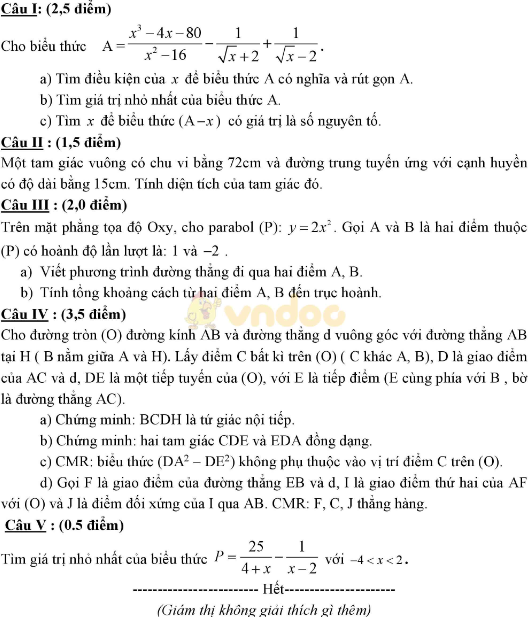 Câu I: (2,5 điểm)
Cho biểu thức A = \frac{x^3 - 4x - 80}{x^2 - 16} - \frac{1}{\sqrt{x} + 2} + \frac{1}{\sqrt{x} - 2}.
a) Tìm điều kiện của x để biểu thức A có nghĩa và rút gọn A.
b) Tìm giá trị nhỏ nhất của biểu thức A.
c) Tìm x để biểu thức (A – x) có giá trị là số nguyên tố.
Câu II : (1,5 điểm)
Một tam giác vuông có chu vi bằng 72cm và đường trung tuyến ứng với cạnh huyền
có độ dài bằng 15cm. Tính diện tích của tam giác đó.
Câu III : (2,0 điểm)
Trên mặt phẳng tọa độ Oxy, cho parabol (P): y = 2x². Gọi A và B là hai điểm thuộc
(P) có hoành độ lần lượt là: 1 và −2 .
a) Viết phương trình đường thẳng đi qua hai điểm A, B.
b) Tính tổng khoảng cách từ hai điểm A, B đến trục hoành.
vndoc
Câu IV : (3,5 điểm)
Cho đường tròn (O) đường kính AB và đường thẳng d vuông góc với đường thẳng AB
tại H ( B nằm giữa A và H). Lấy điểm C bất kì trên (O) ( C khác A, B), D là giao điểm
của AC và d, DE là một tiếp tuyến của (O), với E là tiếp điểm (E cùng phía với B , bờ
là đường thẳng AC).
a) Chứng minh: BCDH là tứ giác nội tiếp.
b) Chứng minh: hai tam giác CDE và EDA đồng dạng.
c) CMR: biểu thức (DA² – DE²) không phụ thuộc vào vị trí điểm C trên (O).
d) Gọi F là giao điểm của đường thẳng EB và d, I là giao điểm thứ hai của AF
với (O) và J là điểm đối xứng của I qua AB. CMR: F, C, J thẳng hàng.
Câu V : (0.5 điểm)
Tìm giá trị nhỏ nhất của biểu thức P = \frac{25}{4 + x} - \frac{1}{x - 2} với −4 < x < 2.
------------------------- Hết----------------------
(Giám thị không giải thích gì thêm)